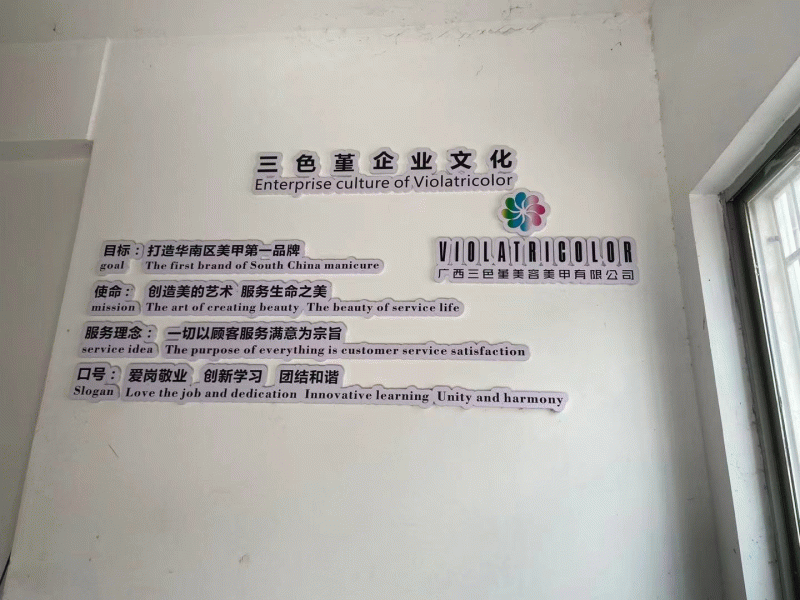 三色堇企业文化
Enterprise culture of Violatricolor
VIOLATRICOLOR
广西三色堇美容美甲有限公司
目标：打造华南区美甲第一品牌
goal The first brand of South China manicure
使命： 创造美的艺术 服务生命之美
mission The art of creating beauty The beauty of service life
服务理念： 一切以顾客服务满意为宗旨
service idea The purpose of everything is customer service satisfaction
口号： 爱岗敬业 创新学习 团结和谐
Slogan Love the job and dedication Innovative learning Unity and harmony